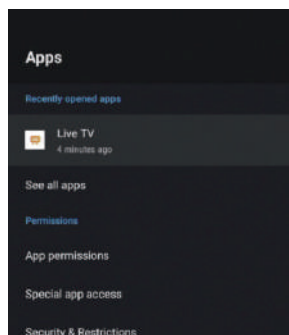 Apps
Recently opened apps
Live TV
4 minutes ago
See all apps
Permissions
App permissions
Special app access
Security & Restrictions